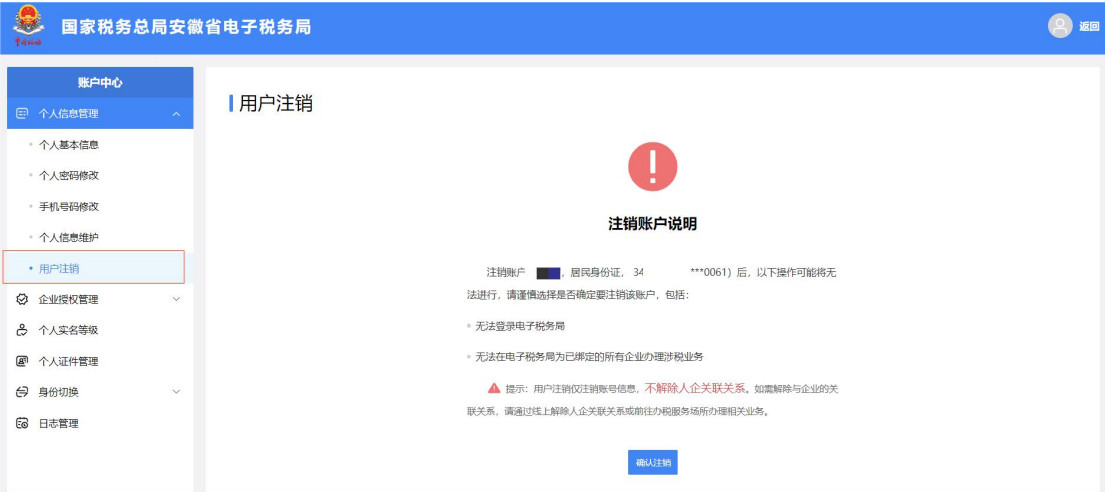 国家税务总局安徽省电子税务局
返回
账户中心
个人信息管理
个人基本信息
个人密码修改
手机号码修改
个人信息维护
用户注销
企业授权管理
个人实名等级
个人证件管理
身份切换
日志管理
用户注销
注销账户说明
注销账户 ，居民身份证， 34 ***0061）后，以下操作可能将无
法进行，请谨慎选择是否确定要注销该账户，包括：
无法登录电子税务局
无法在电子税务局为已绑定的所有企业办理涉税业务
提示：用户注销仅注销账号信息，不解除人企关联关系。如需解除与企业的关
联关系，请通过线上解除人企关联关系或前往办税服务场所办理相关业务。
确认注销